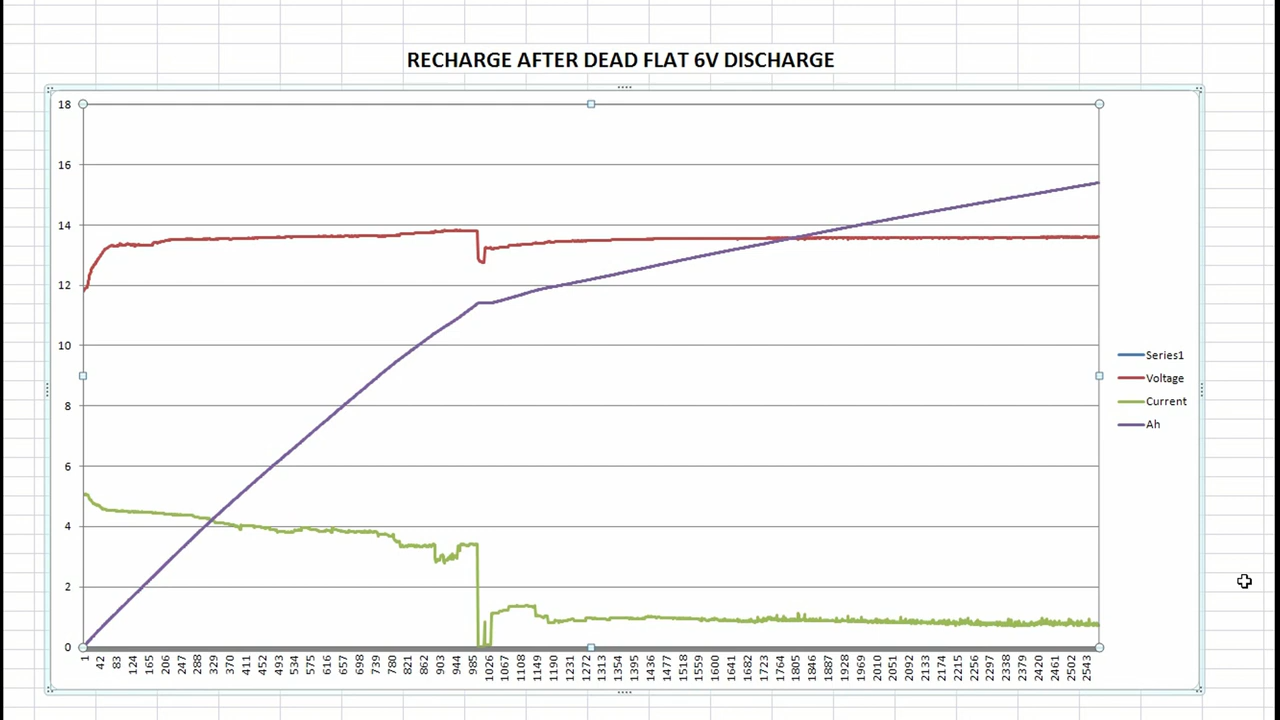 RECHARGE AFTER DEAD FLAT 6V DISCHARGE
18
16
14
12
10
8
6
4
2
0
1 42 83 124 165 206 247 288 329 370 411 452 493 534 575 616 657 698 739 780 821 862 903 944 985 1026 1067 1108 1149 1190 1231 1272 1313 1354 1395 1436 1477 1518 1559 1600 1641 1682 1723 1764 1805 1846 1887 1928 1969 2010 2051 2092 2133 2174 2215 2256 2297 2338 2379 2420 2461 2502 2543
Series1
Voltage
Current
Ah